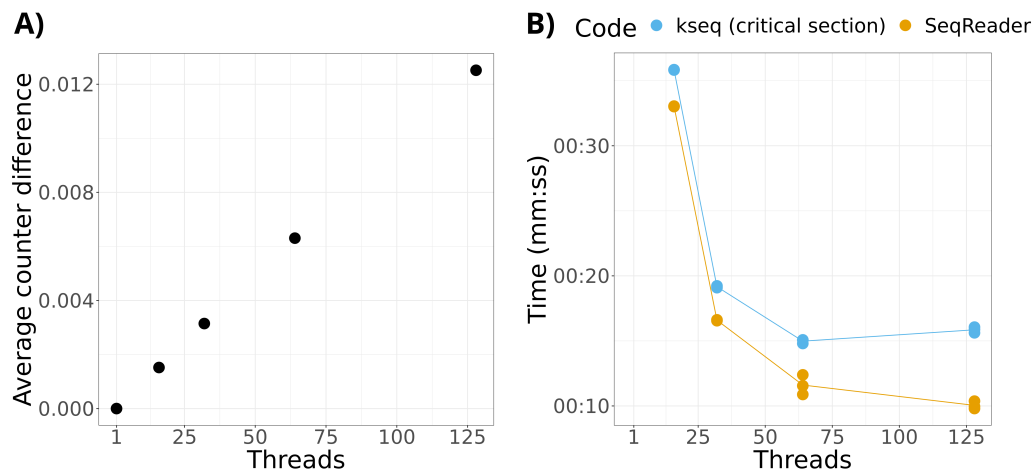 A)
Average counter difference
0.012
0.008
0.004
0.000
1 25 50 75 100 125
Threads
B) Code kseq (critical section) SeqReader
Time (mm:ss)
00:30
00:20
00:10
1 25 50 75 100 125
Threads